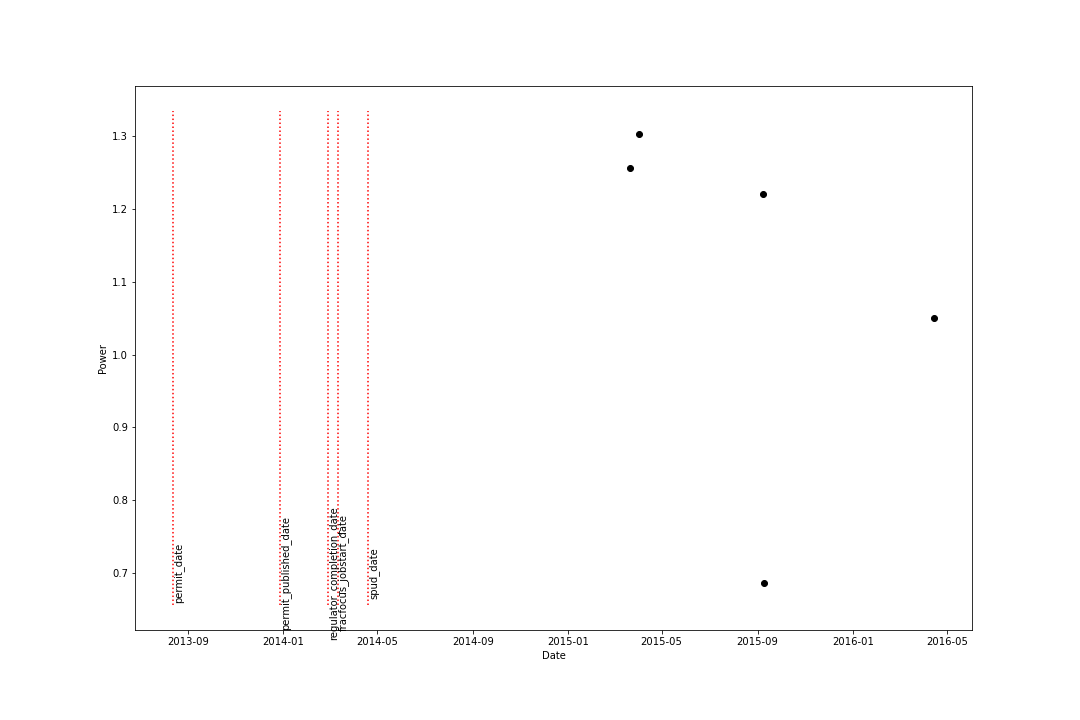 1.3
1.2
1.1
1.0
0.9
0.8
0.7
Power
permit_date
permit_published_date
regulator_completion_date
fracfocus_jobstart_date
spud_date
2013-09
2014-01
2014-05
2014-09
2015-01
2015-05
2015-09
2016-01
2016-05
Date